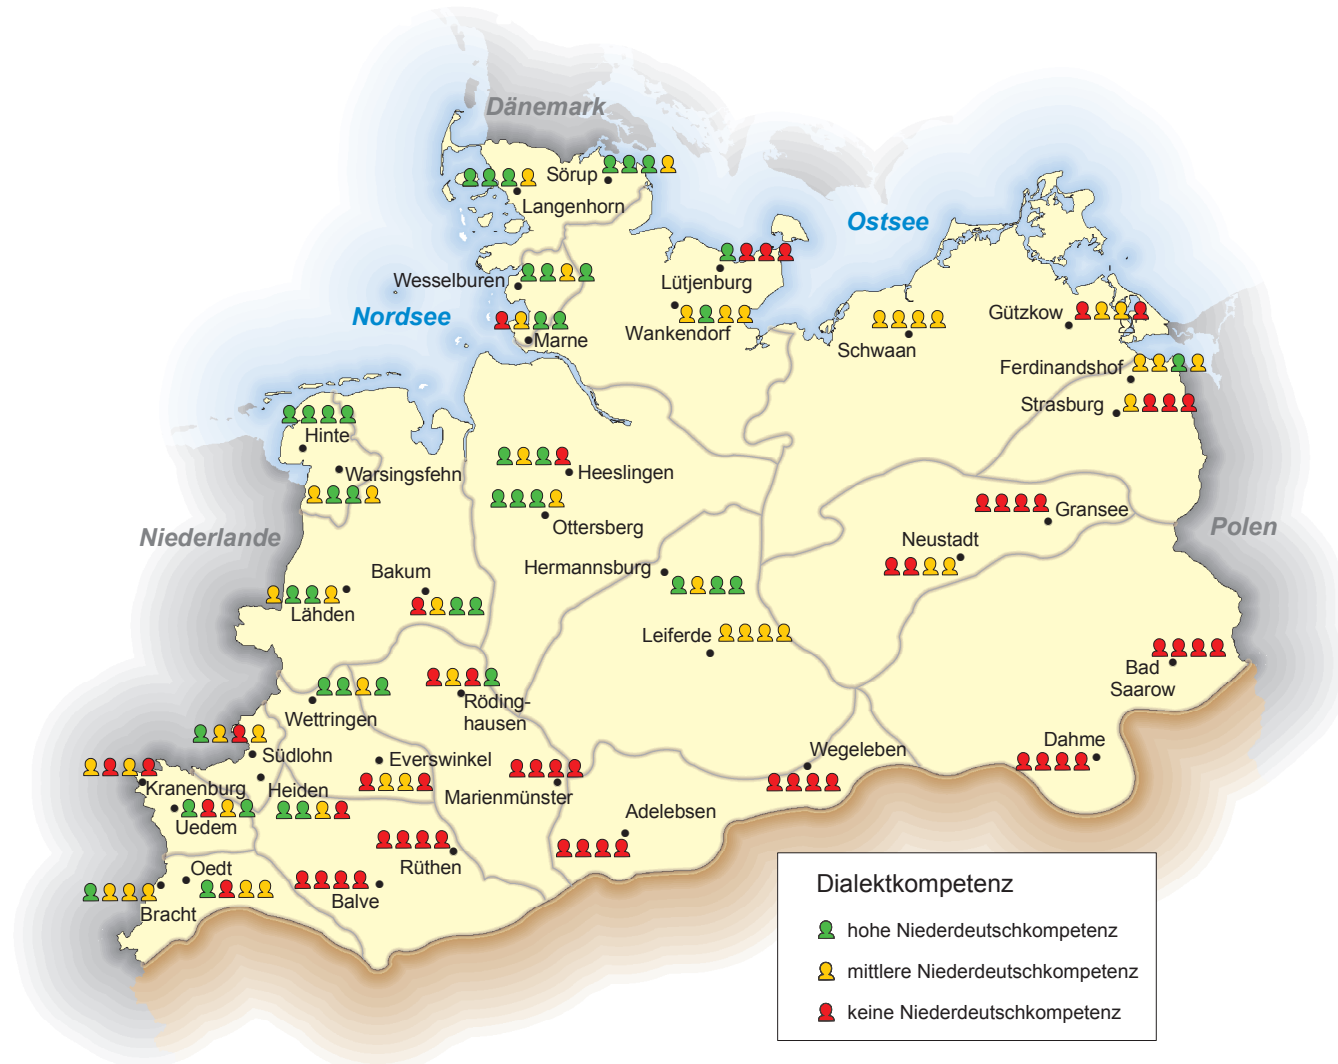 Dänemark
Sörup
Langenhorn
Ostsee
Wesselburen
Lütjenburg
Nordsee
Gützkow
Wankendorf
Marne
Schwaan
Ferdinandshof
Strasburg
Hinte
Warsingsfehn
Heeslingen
Gransee
Ottersberg
Niederlande
Polen
Neustadt
Hermannsburg
Bakum
Lähden
Leiferde
Bad
Saarow
Röding-
hausen
Wettringen
Dahme
Wegeleben
Südlohn
Everswinkel
Kranenburg
Heiden
Marienmünster
Adelebsen
Uedem
Rüthen
Oedt
Balve
Bracht
Dialektkompetenz
hohe Niederdeutschkompetenz
mittlere Niederdeutschkompetenz
keine Niederdeutschkompetenz